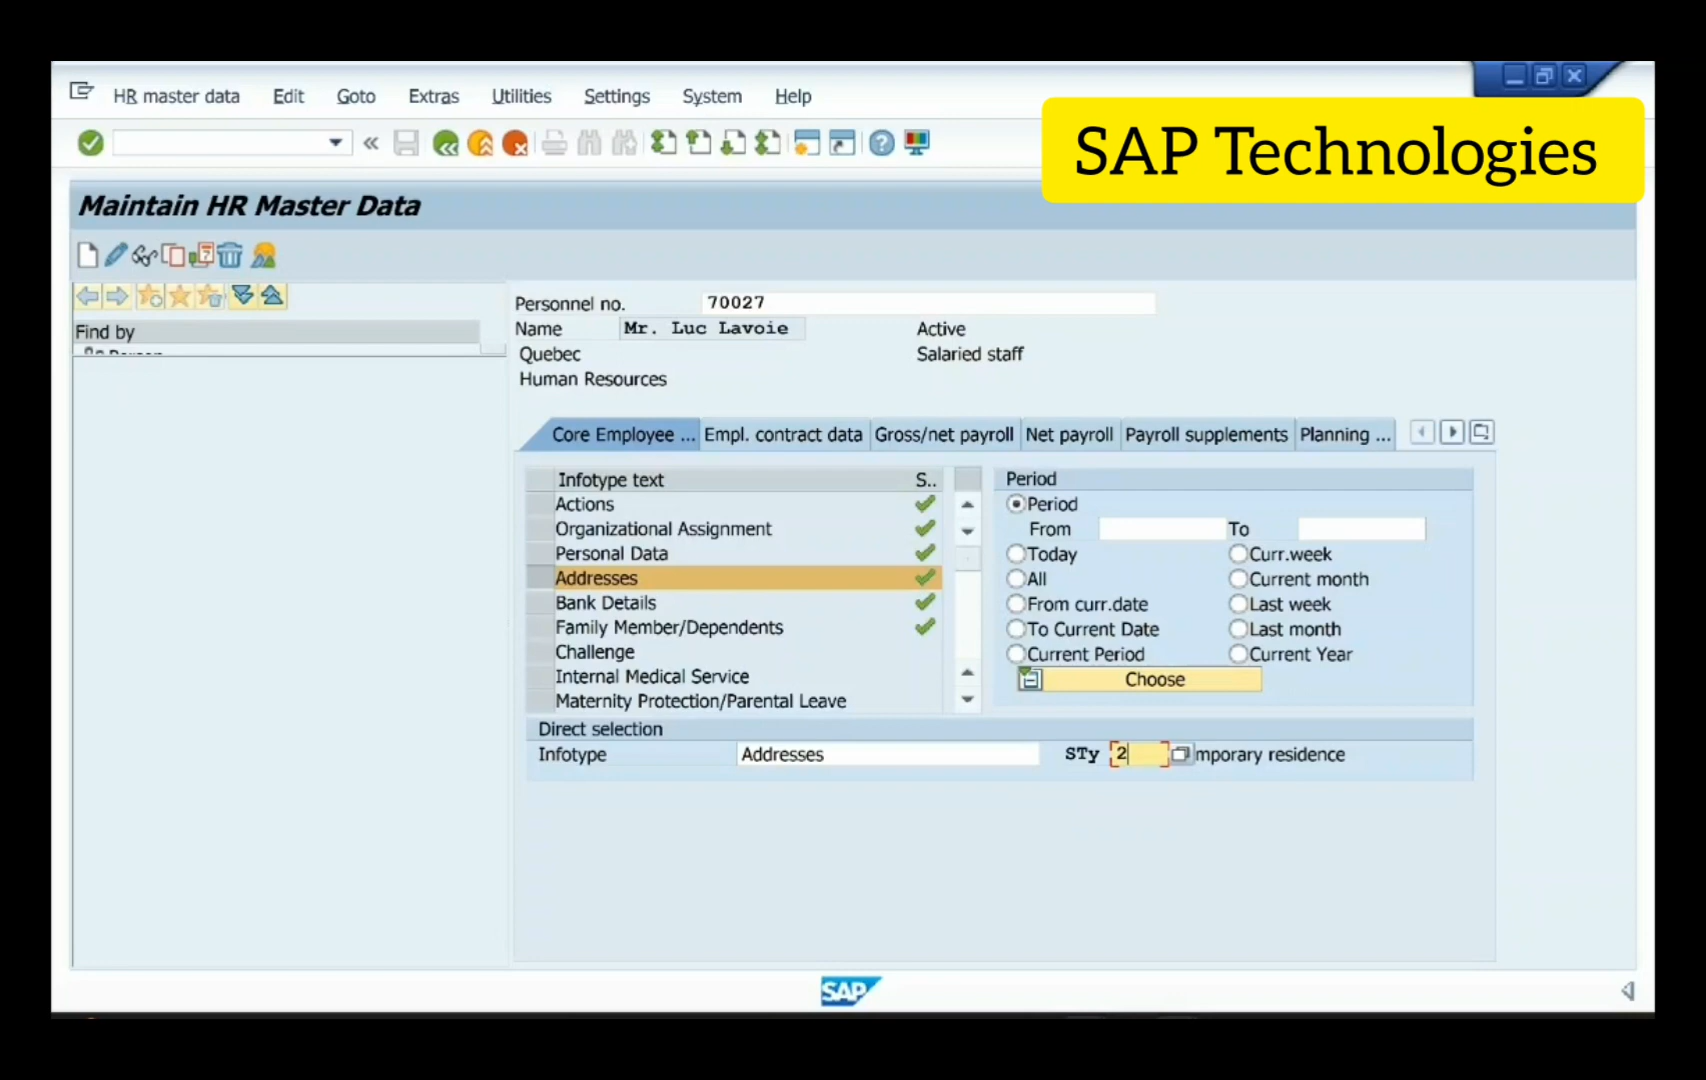 HR master data Edit Goto Extras Utilities Settings System Help
SAP Technologies
Maintain HR Master Data
Find by
Personnel no. 70027
Name Mr. Luc Lavoie Active
Quebec Salaried staff
Human Resources
Core Employee ... Empl. contract data Gross/net payroll Net payroll Payroll supplements Planning ...
Infotype text S..
Actions
Organizational Assignment
Personal Data
Addresses
Bank Details
Family Member/Dependents
Challenge
Internal Medical Service
Maternity Protection/Parental Leave
Period
Period
From To
Today Curr.week
All Current month
From curr.date Last week
To Current Date Last month
Current Period Current Year
Choose
Direct selection
Infotype Addresses STy 2 mporary residence
SAP